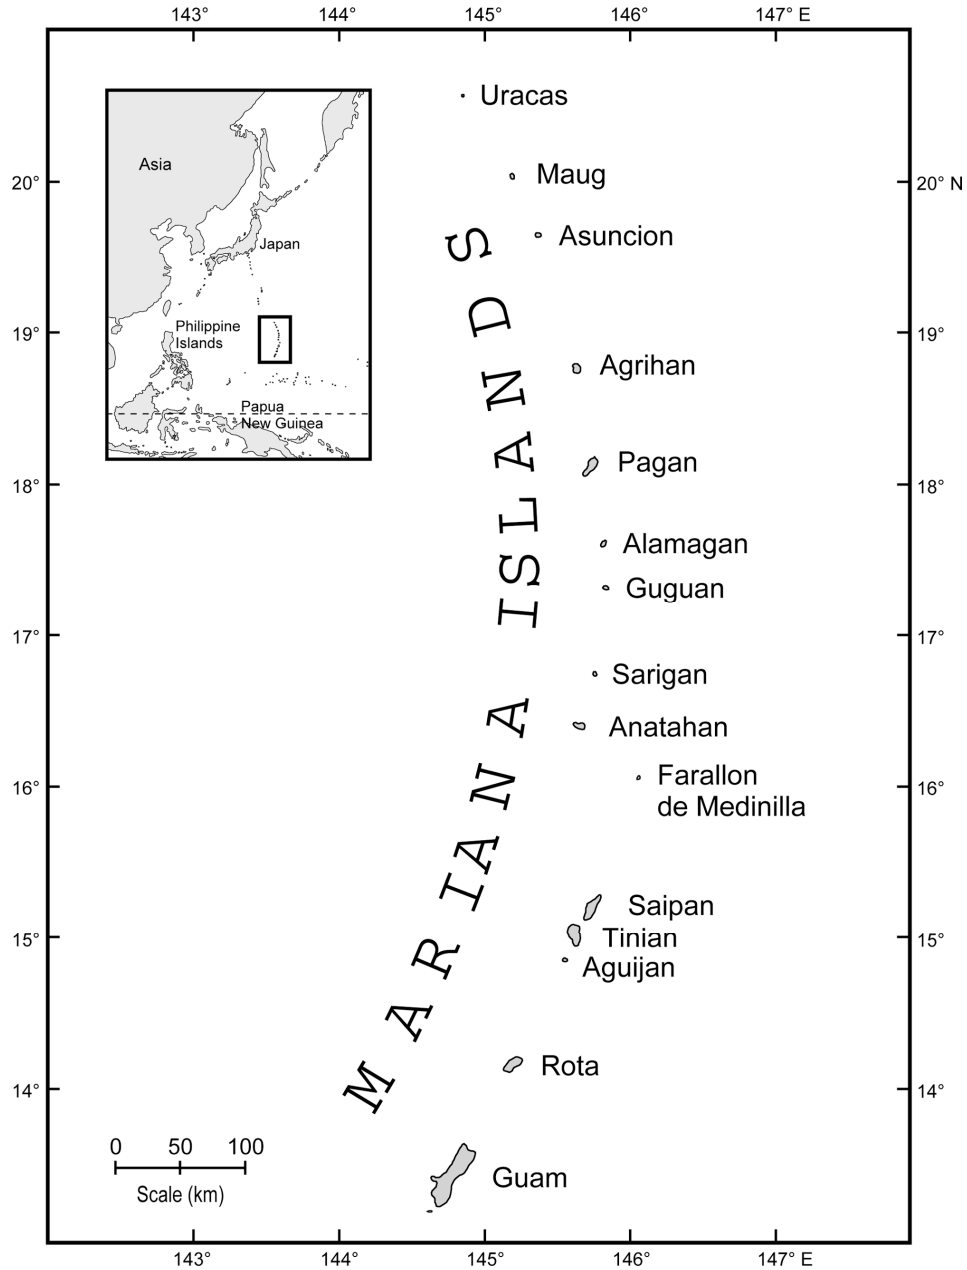 143°
144°
145°
146°
147° E
Uracas
Asia
Maug
20°
20° N
Asuncion
Japan
Philippine
Islands
19°
19°
Agrihan
Papua
New Guinea
Pagan
18°
18°
Alamagan
Guguan
17°
17°
Sarigan
Anatahan
Farallon
de Medinilla
16°
16°
MARIANA ISLANDS
Saipan
Tinian
15°
15°
Aguijan
Rota
14°
14°
0 50 100
Scale (km)
Guam
143°
144°
145°
146°
147° E